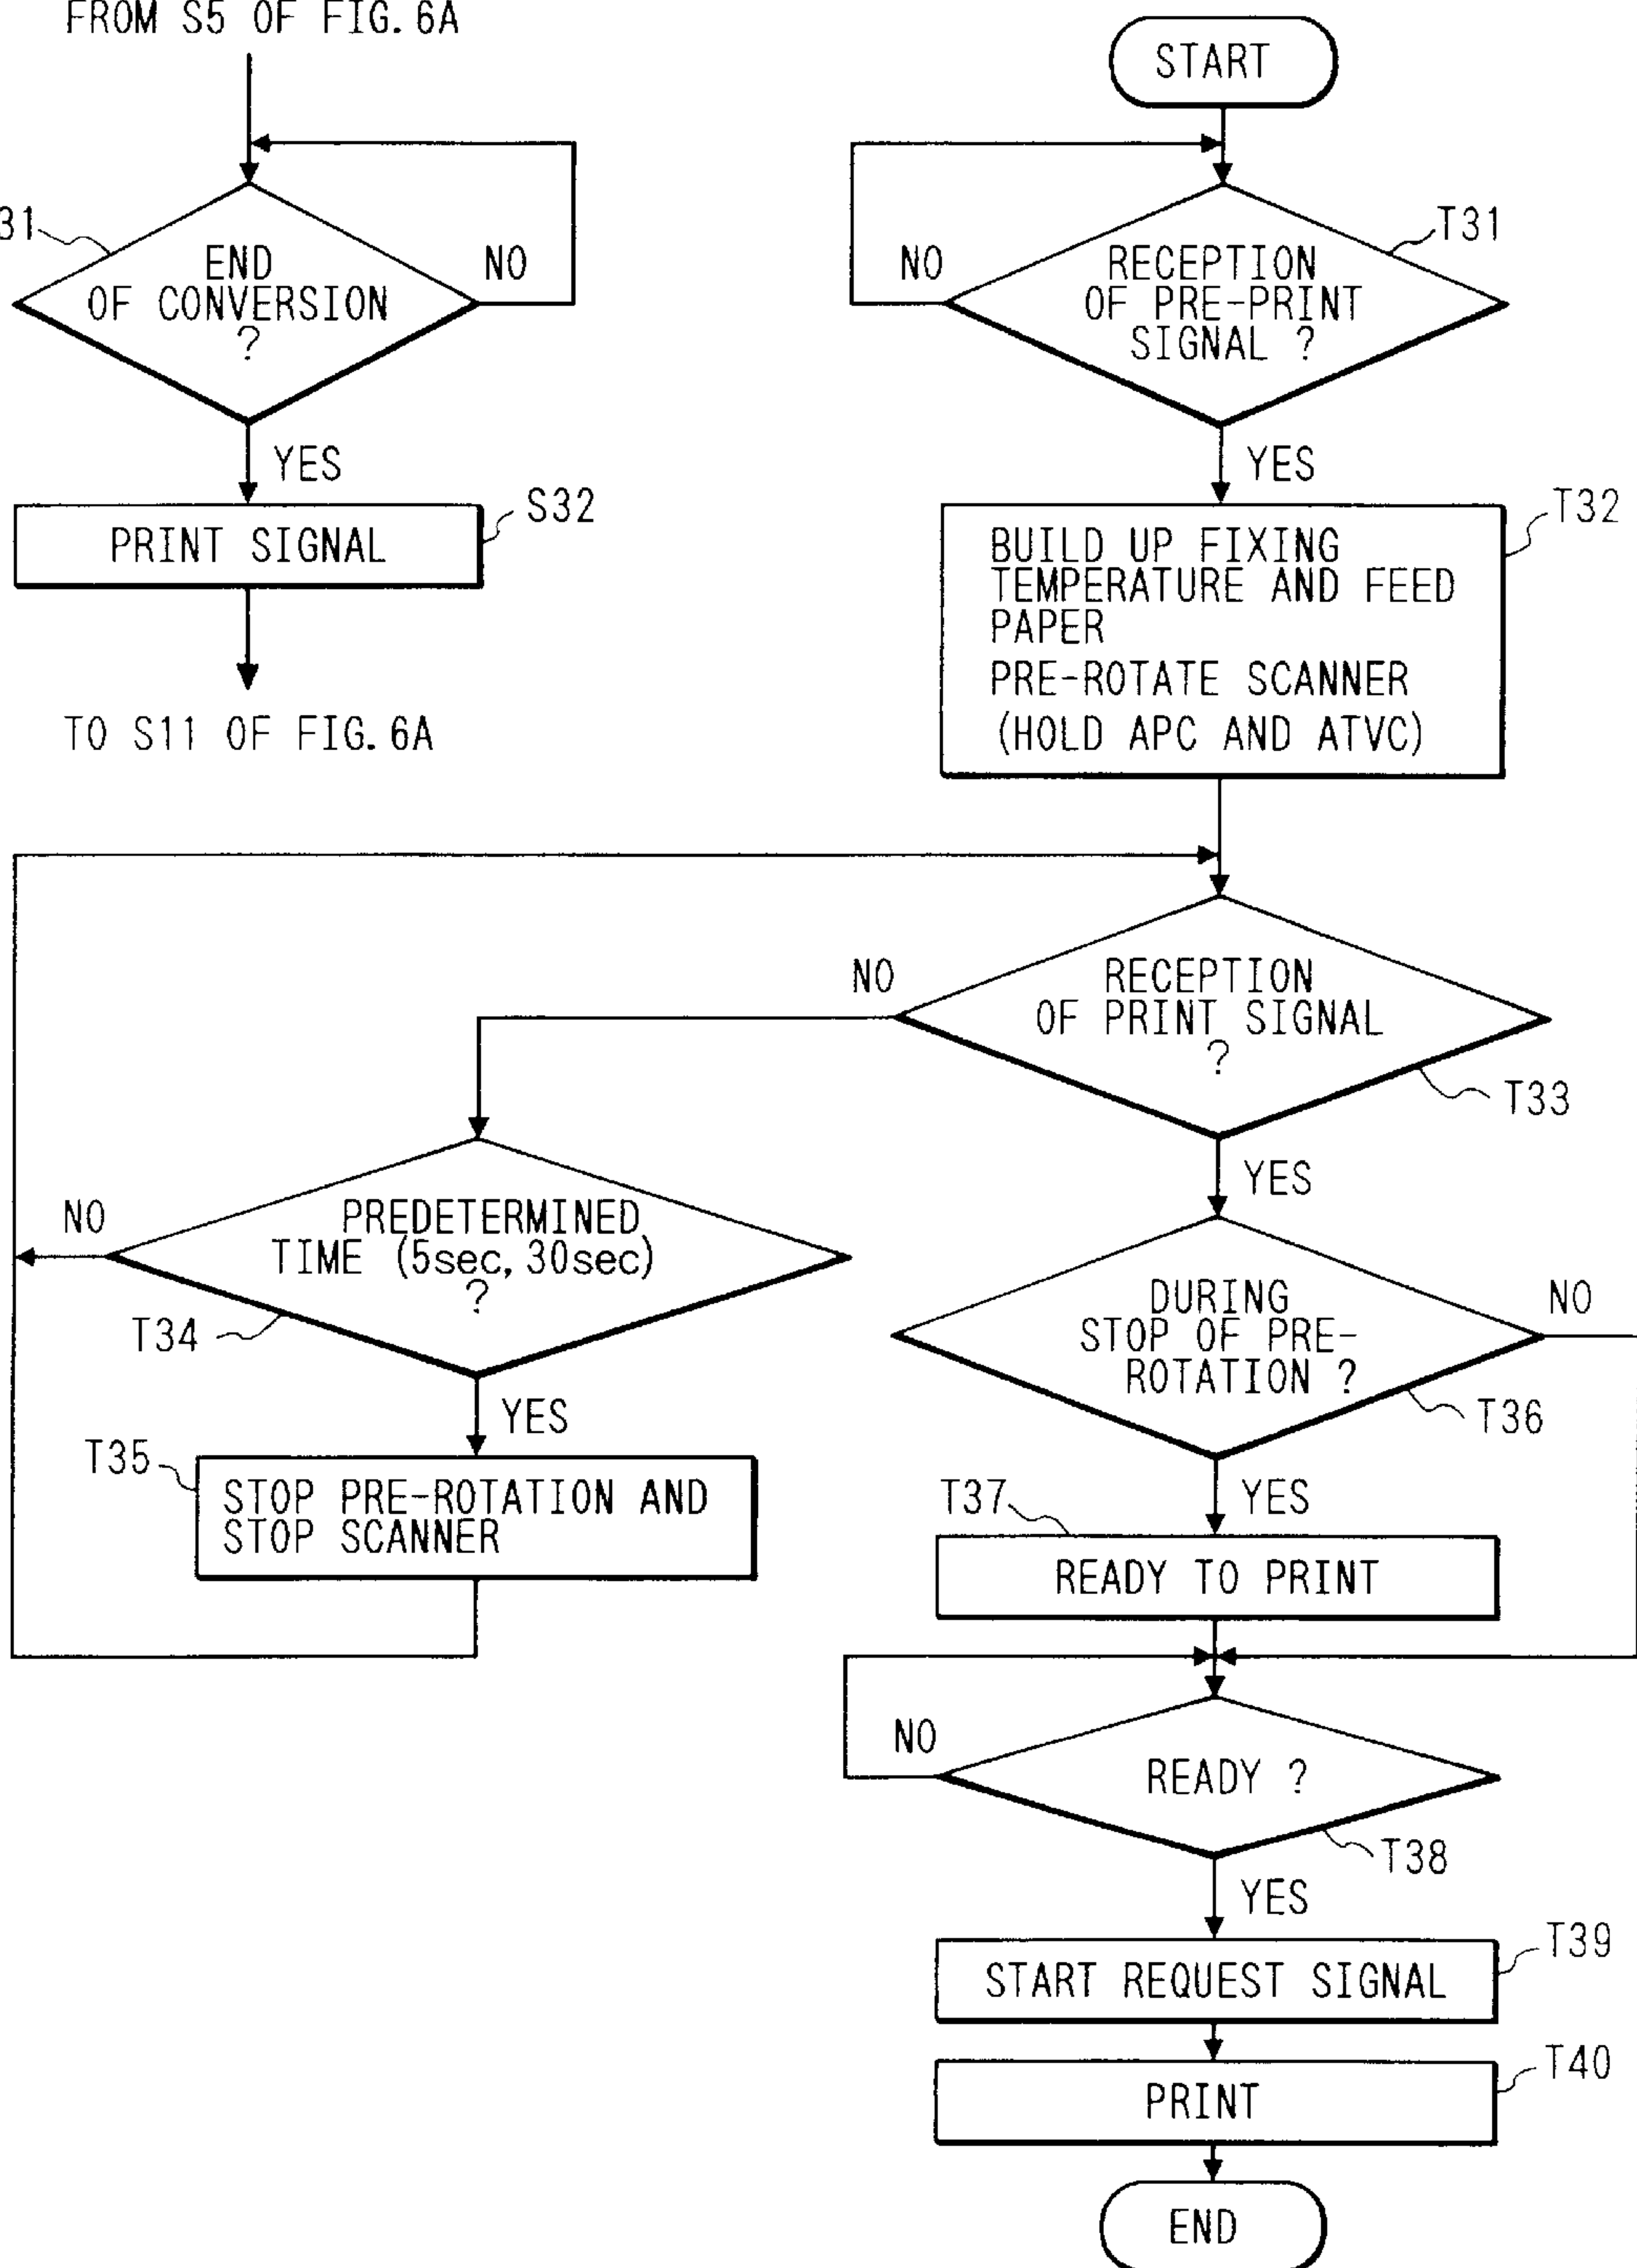 FROM S5 OF FIG.6A
31
END
OF CONVERSION
?
NO
YES
PRINT SIGNAL
S32
TO S11 OF FIG.6A
START
T31
RECEPTION
OF PRE-PRINT
SIGNAL ?
NO
YES
T32
BUILD UP FIXING
TEMPERATURE AND FEED
PAPER
PRE-ROTATE SCANNER
(HOLD APC AND ATVC)
RECEPTION
OF PRINT SIGNAL
?
NO
T33
YES
PREDETERMINED
TIME (5sec, 30sec)
?
NO
T34
YES
T35
STOP PRE-ROTATION AND
STOP SCANNER
DURING
STOP OF PRE-
ROTATION ?
NO
T36
YES
T37
READY TO PRINT
READY ?
NO
T38
YES
START REQUEST SIGNAL
T39
PRINT
T40
END